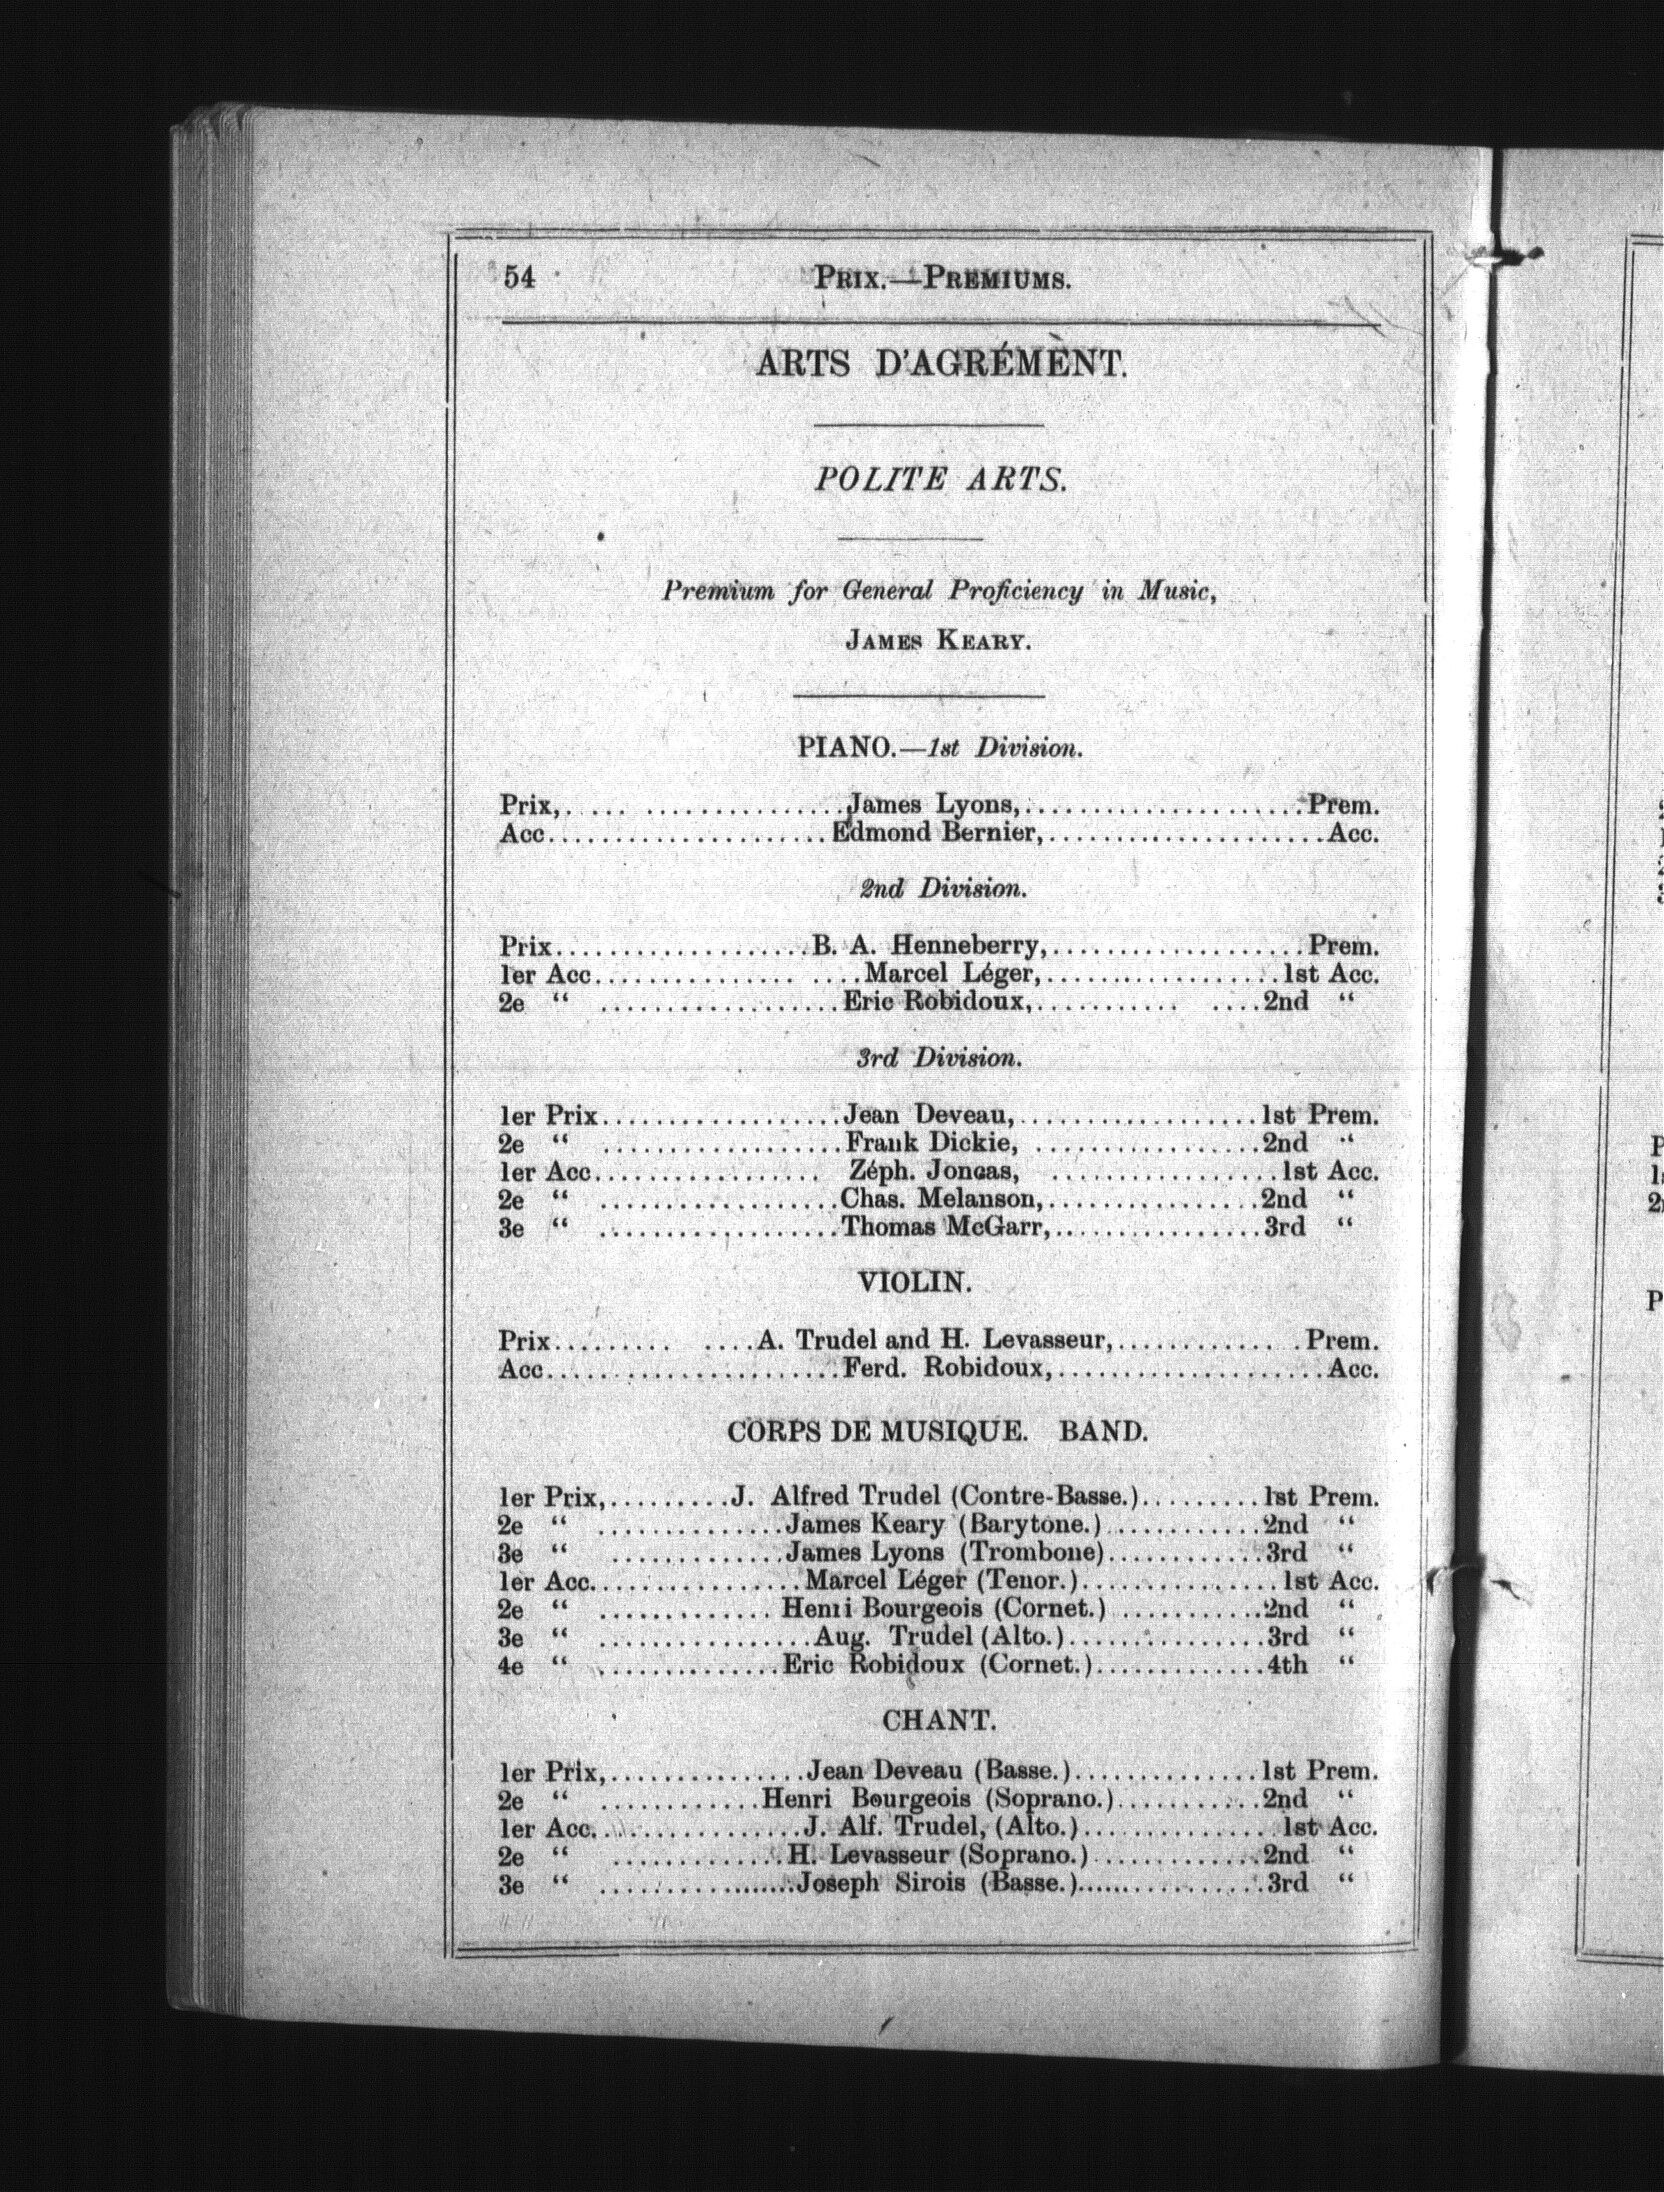 54 PRIX.—PREMIUMS.
ARTS D'AGRÉMÈNT.
POLITE ARTS.
Premium for General Proficiency in Music,
JAMES KEARY.
PIANO.—1st Division.
Prix,.................... James Lyons,.................... Prem.
Acc.................... Edmond Bernier,.................... Acc.
2nd Division.
Prix.................... B. A. Henneberry,.................... Prem.
1er Acc.................... Marcel Léger,.................... 1st Acc.
2e “ .................... Eric Robidoux,.................... 2nd “
3rd Division.
1er Prix.................... Jean Deveau,.................... 1st Prem.
2e “ .................... Frank Dickie, .................... 2nd “
1er Acc.................... Zéph. Joncas, .................... 1st Acc.
2e “ .................... Chas. Melanson,.................... 2nd “
3e “ .................... Thomas McGarr,.................... 3rd “
VIOLIN.
Prix............. A. Trudel and H. Levasseur,.............. Prem.
Acc.................... Ferd. Robidoux,.................... Acc.
CORPS DE MUSIQUE. BAND.
1er Prix,......... J. Alfred Trudel (Contre-Basse.)......... 1st Prem.
2e “ .............. James Keary (Barytone.)............ 2nd “
3e “ ............. James Lyons (Trombone)............ 3rd “
1er Acc................ Marcel Léger (Tenor.)............... 1st Acc.
2e “ ............. Henri Bourgeois (Cornet.) ........... 2nd “
3e “ ................ Aug. Trudel (Alto.)............... 3rd “
4e “ .............. Eric Robidoux (Cornet.)............. 4th “
CHANT.
1er Prix,............... Jean Deveau (Basse.).............. 1st Prem.
2e “ ............ Henri Bourgeois (Soprano.)........... 2nd “
1er Acc................ J. Alf. Trudel, (Alto.).............. 1st Acc.
2e “ ............. H. Levasseur (Soprano.)............. 2nd “
3e “ ............... Joseph Sirois (Basse.).............. 3rd “